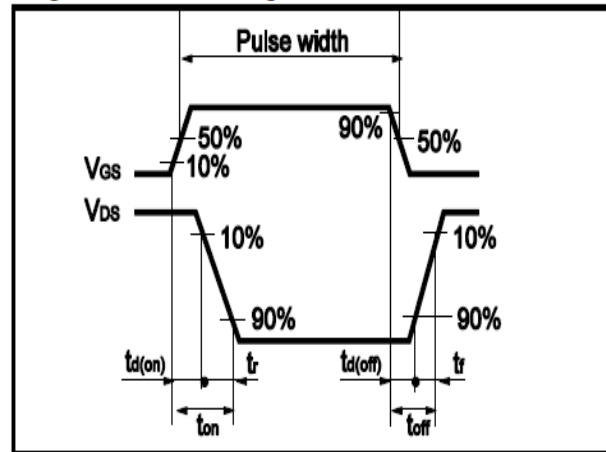 Pulse width
90%
50%
50%
10%
VGS
VDS
10%
10%
90%
90%
td(on)
tr
td(off)
tf
ton
toff